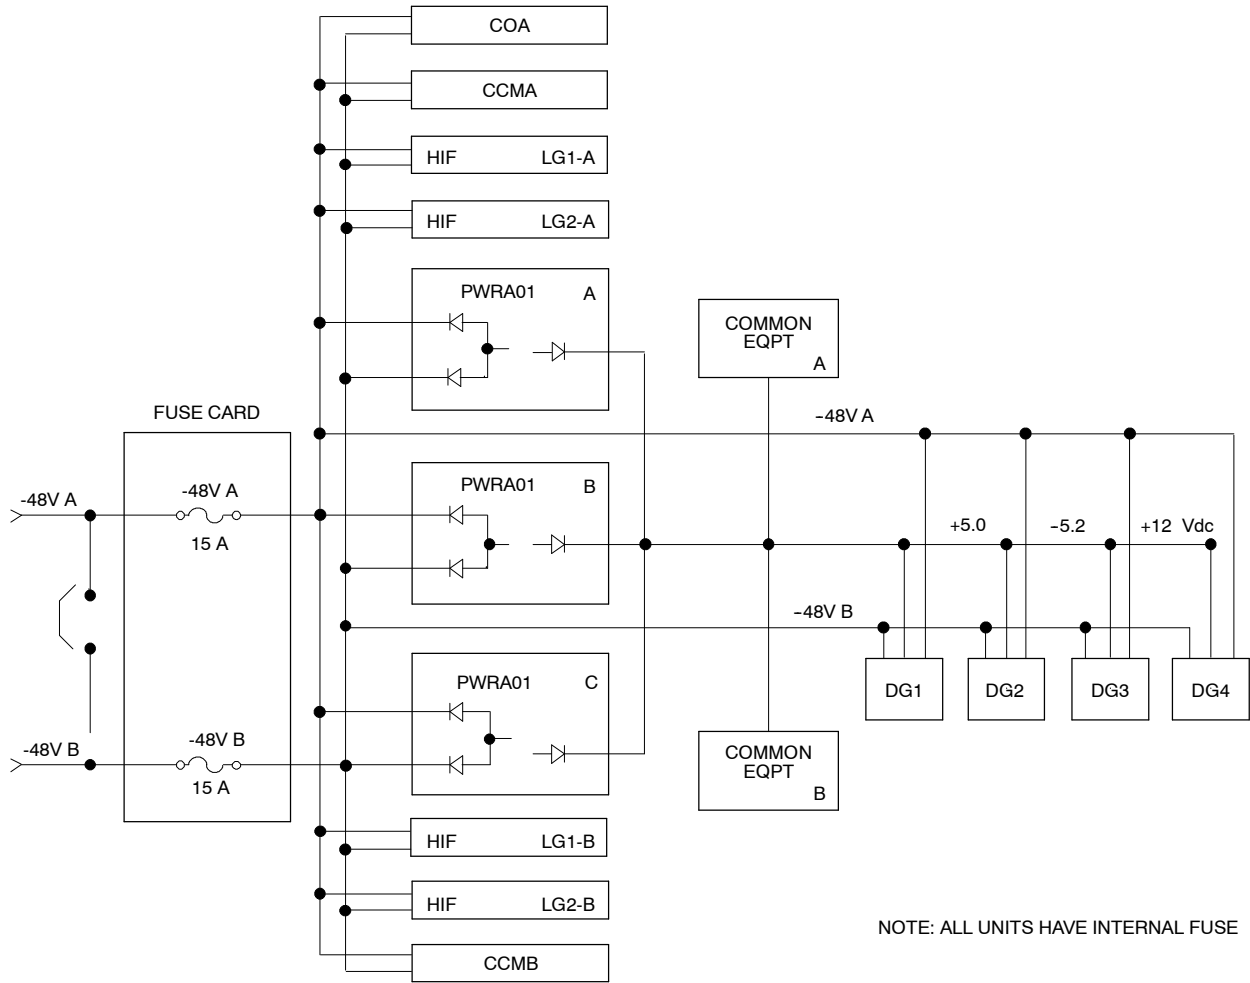 COA
CCMA
HIF LG1-A
HIF LG2-A
PWRA01 A
COMMON
EQPT
A
FUSE CARD
-48V A
-48V A
-48V A
15 A
PWRA01 B
+5.0 -5.2 +12 Vdc
-48V B
PWRA01 C
DG1 DG2 DG3 DG4
-48V B
-48V B
15 A
COMMON
EQPT
B
HIF LG1-B
HIF LG2-B
NOTE: ALL UNITS HAVE INTERNAL FUSE
CCMB